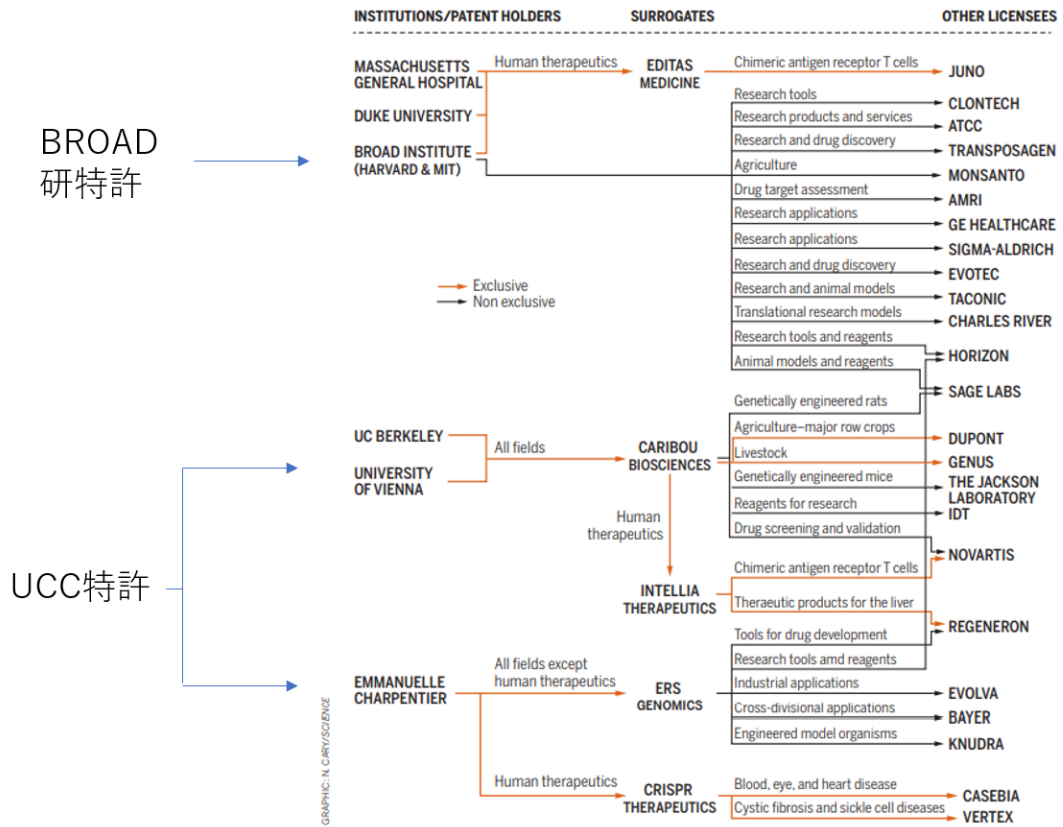 INSTITUTIONS/PATENT HOLDERS
SURROGATES
OTHER LICENSEES
BROAD
研特許
UCC特許
MASSACHUSETTS
GENERAL HOSPITAL
DUKE UNIVERSITY
BROAD INSTITUTE
(HARVARD & MIT)
Human therapeutics
EDITAS
MEDICINE
Chimeric antigen receptor T cells
JUNO
Research tools
CLONTECH
Research products and services
ATCC
Research and drug discovery
TRANSPOSAGEN
Agriculture
MONSANTO
Drug target assessment
AMRI
Research applications
GE HEALTHCARE
Research applications
SIGMA-ALDRICH
Research and drug discovery
EVOTEC
Research and animal models
TACONIC
Translational research models
CHARLES RIVER
Research tools and reagents
HORIZON
Animal models and reagents
SAGE LABS
Exclusive
Non exclusive
UC BERKELEY
UNIVERSITY
OF VIENNA
All fields
CARIBOU
BIOSCIENCES
Genetically engineered rats
Agriculture–major row crops
DUPONT
Livestock
GENUS
Genetically engineered mice
THE JACKSON
LABORATORY
Reagents for research
IDT
Drug screening and validation
NOVARTIS
Human
therapeutics
INTELLIA
THERAPEUTICS
Chimeric antigen receptor T cells
Theraeutic products for the liver
REGENERON
EMMANUELLE
CHARPENTIER
All fields except
human therapeutics
ERS
GENOMICS
Tools for drug development
Research tools amd reagents
Industrial applications
EVOLVA
Cross-divisional applications
BAYER
Engineered model organisms
KNUDRA
Human therapeutics
CRISPR
THERAPEUTICS
Blood, eye, and heart disease
CASEBIA
Cystic fibrosis and sickle cell diseases
VERTEX
GRAPHIC: N. CARY/SCIENCE